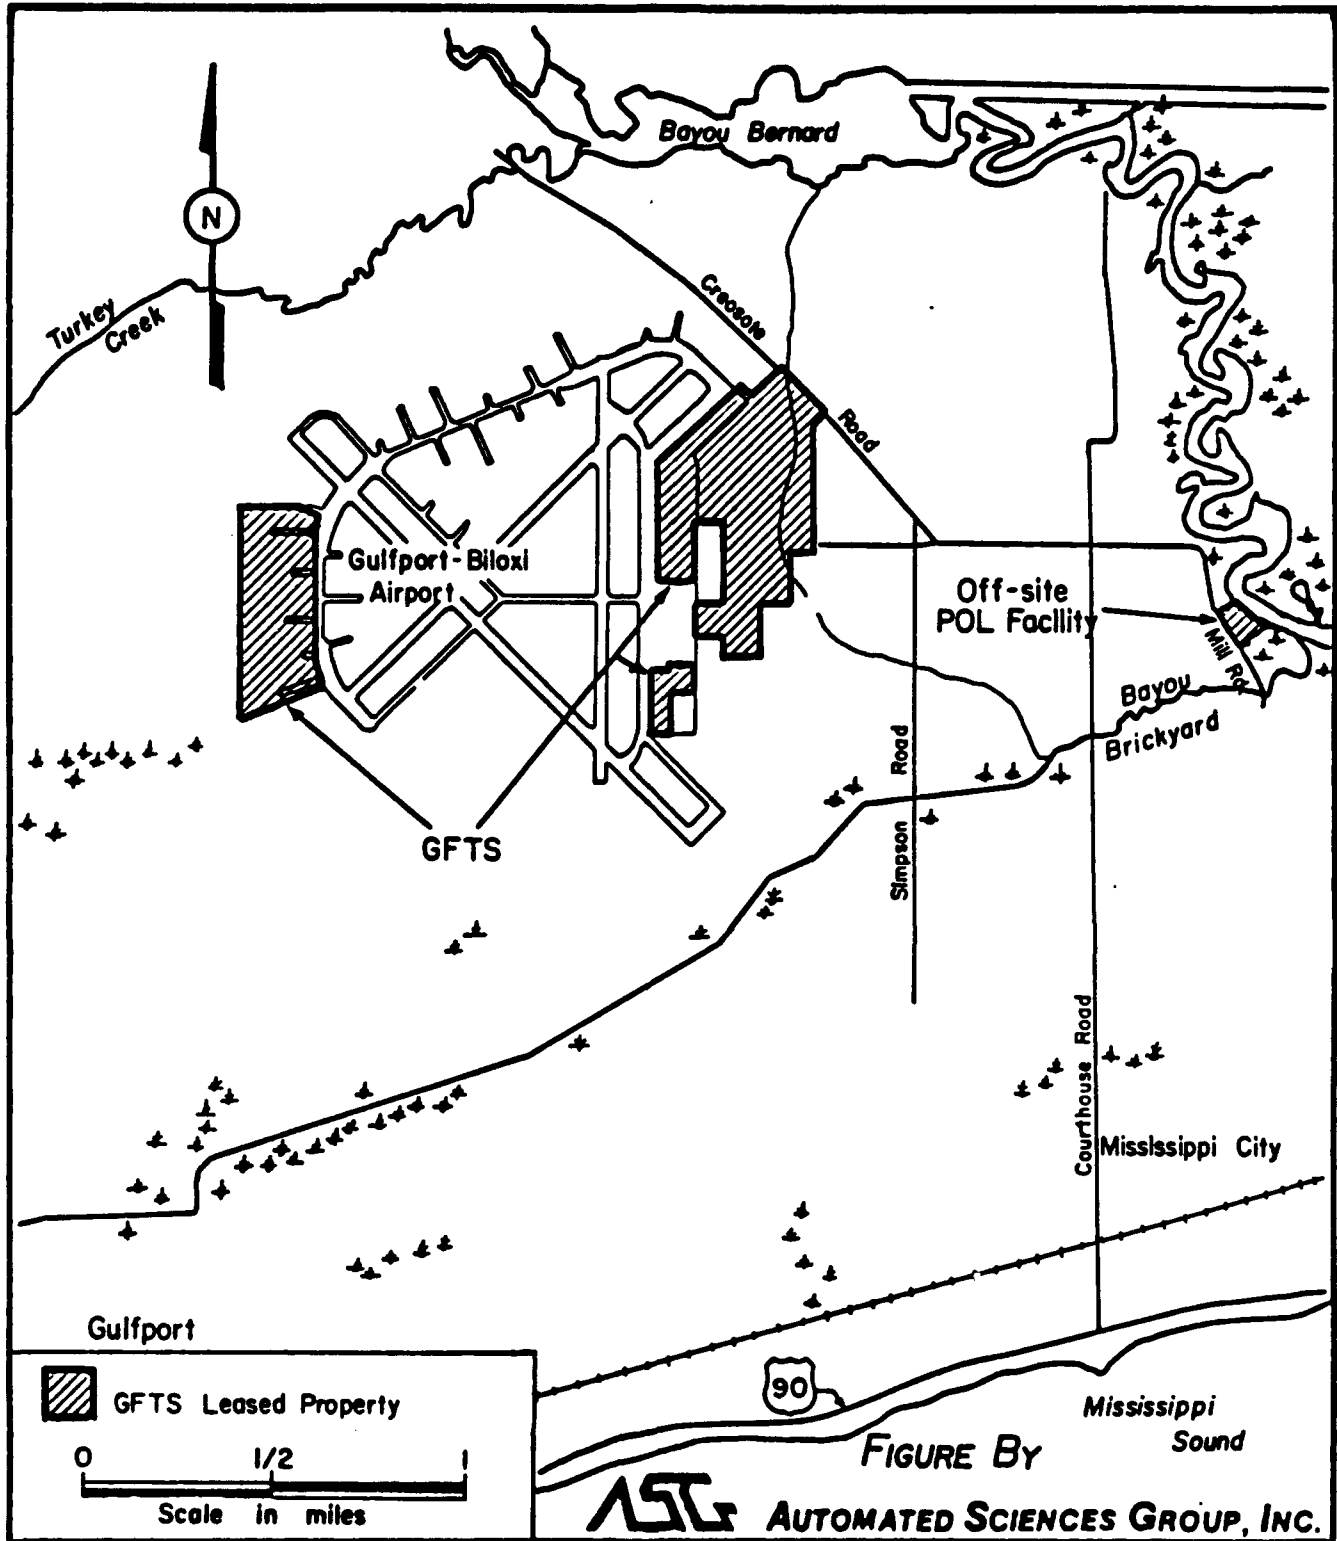 Bayou Bernard
N
Turkey
Creek
Creosote
Road
Gulfport-Biloxi
Airport
Off-site
POL Facility
Mill Rd.
Bayou
Brickyard
GFTS
Simpson Road
Courthouse Road
Mississippi City
Gulfport
GFTS Leased Property
0 1/2 1
Scale in miles
90
Mississippi
Sound
FIGURE BY
ASG
AUTOMATED SCIENCES GROUP, INC.